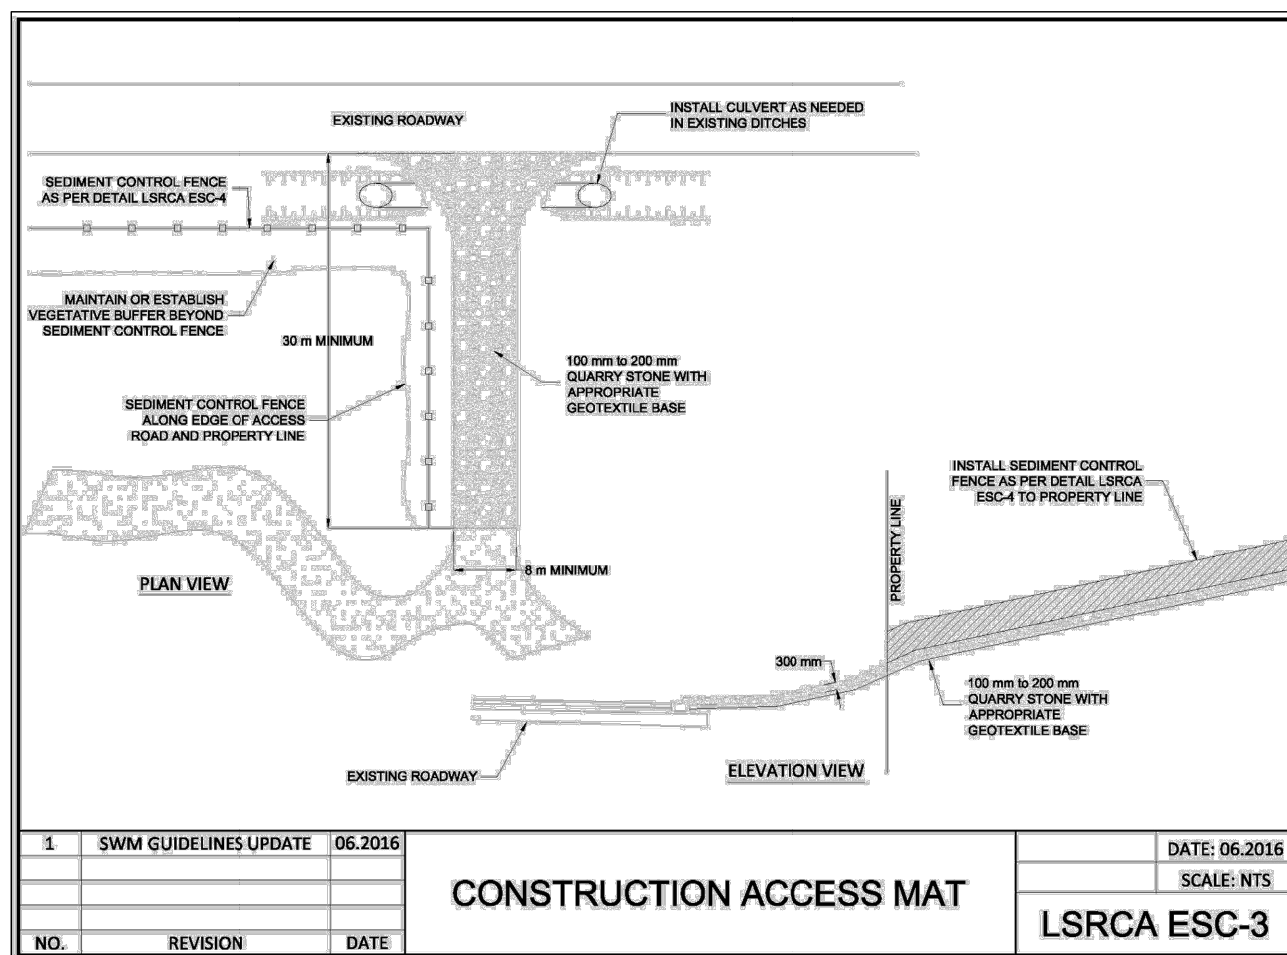 EXISTING ROADWAY
INSTALL CULVERT AS NEEDED
IN EXISTING DITCHES
SEDIMENT CONTROL FENCE
AS PER DETAIL LSRCA ESC-4
MAINTAIN OR ESTABLISH
VEGETATIVE BUFFER BEYOND
SEDIMENT CONTROL FENCE
30 m MINIMUM
100 mm to 200 mm
QUARRY STONE WITH
APPROPRIATE
GEOTEXTILE BASE
SEDIMENT CONTROL FENCE
ALONG EDGE OF ACCESS
ROAD AND PROPERTY LINE
INSTALL SEDIMENT CONTROL
FENCE AS PER DETAIL LSRCA
ESC-4 TO PROPERTY LINE
PROPERTY LINE
PLAN VIEW
8 m MINIMUM
300 mm
100 mm to 200 mm
QUARRY STONE WITH
APPROPRIATE
GEOTEXTILE BASE
EXISTING ROADWAY
ELEVATION VIEW
1 SWM GUIDELINES UPDATE 06.2016
NO. REVISION DATE
CONSTRUCTION ACCESS MAT
DATE: 06.2016
SCALE: NTS
LSRCA ESC-3